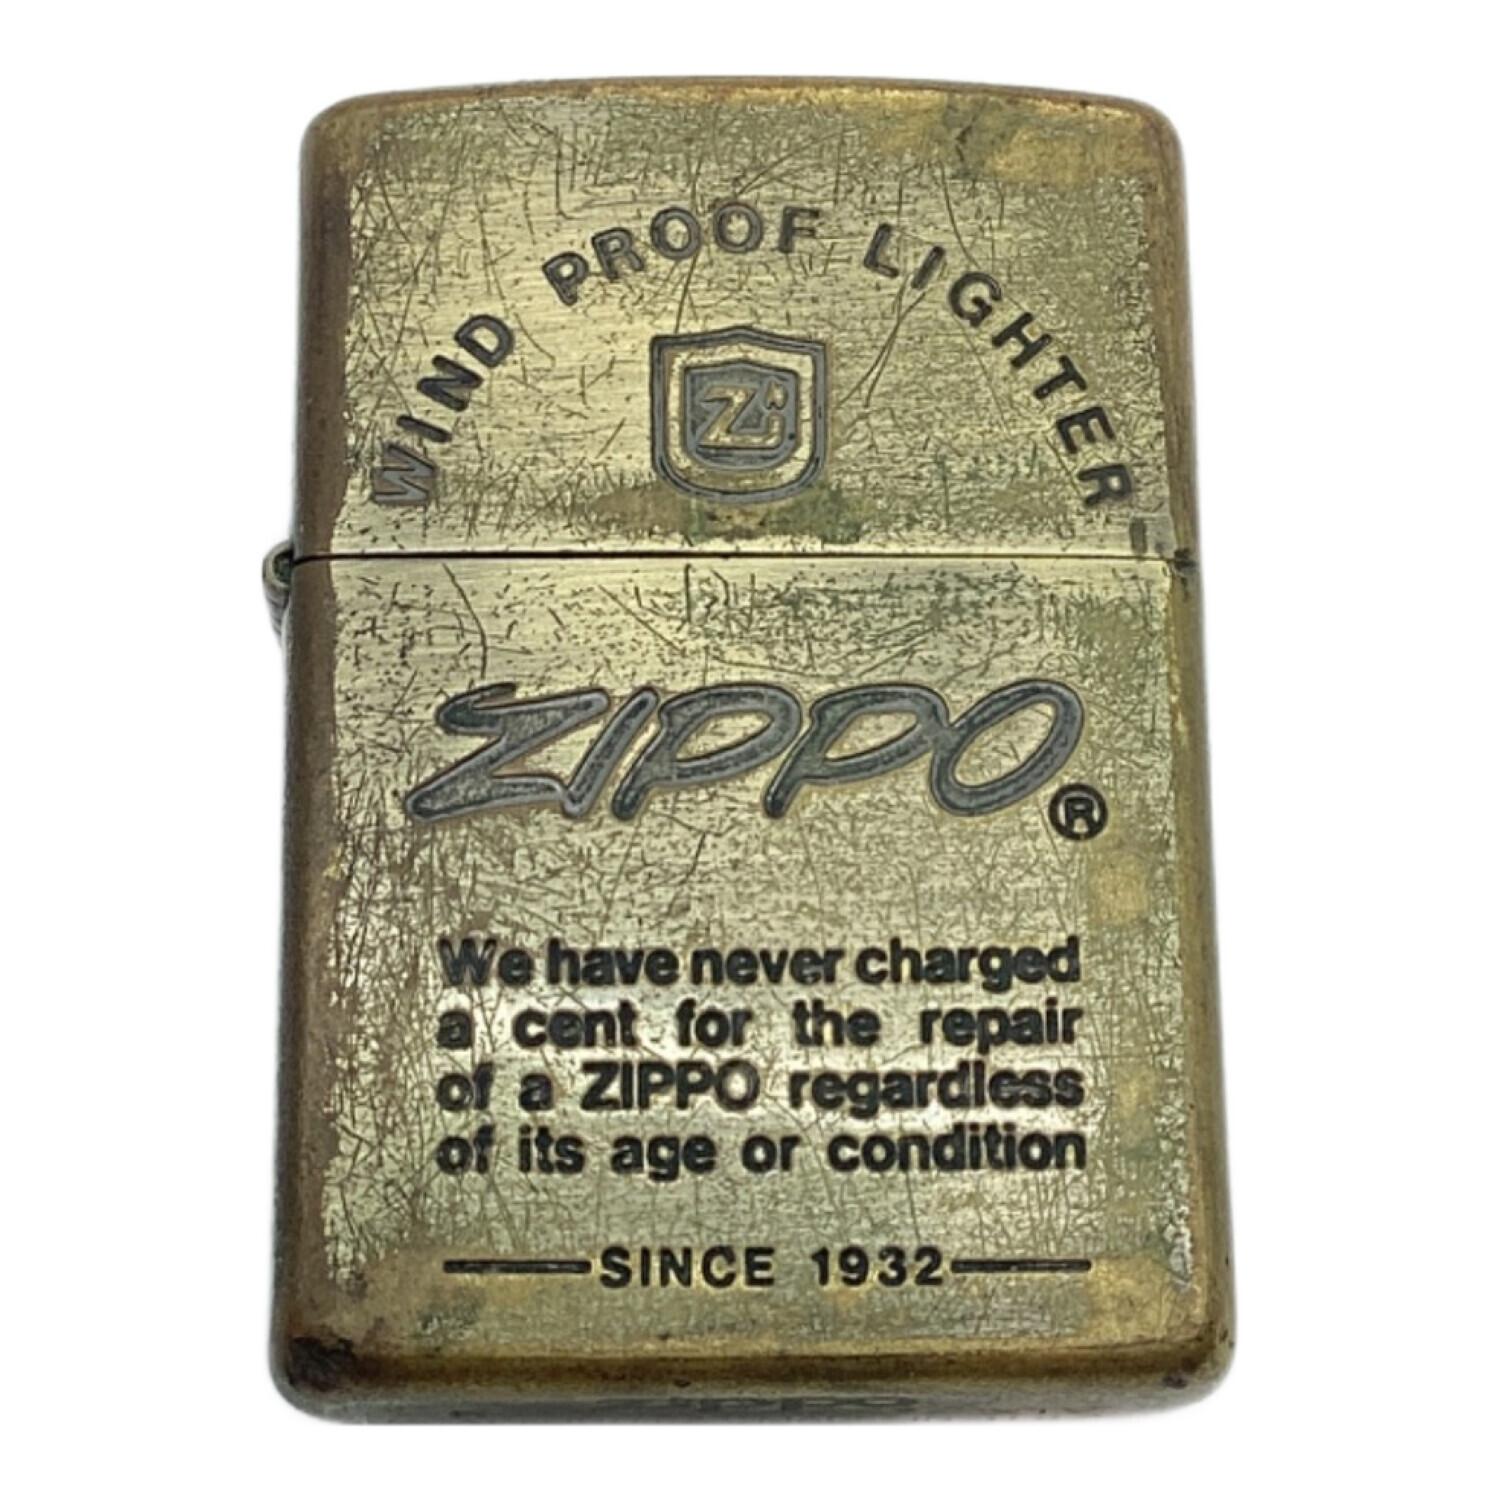 WIND PROOF LIGHTER
Zi
ZIPPO®
We have never charged
a cent for the repair
of a ZIPPO regardless
of its age or condition
SINCE 1932